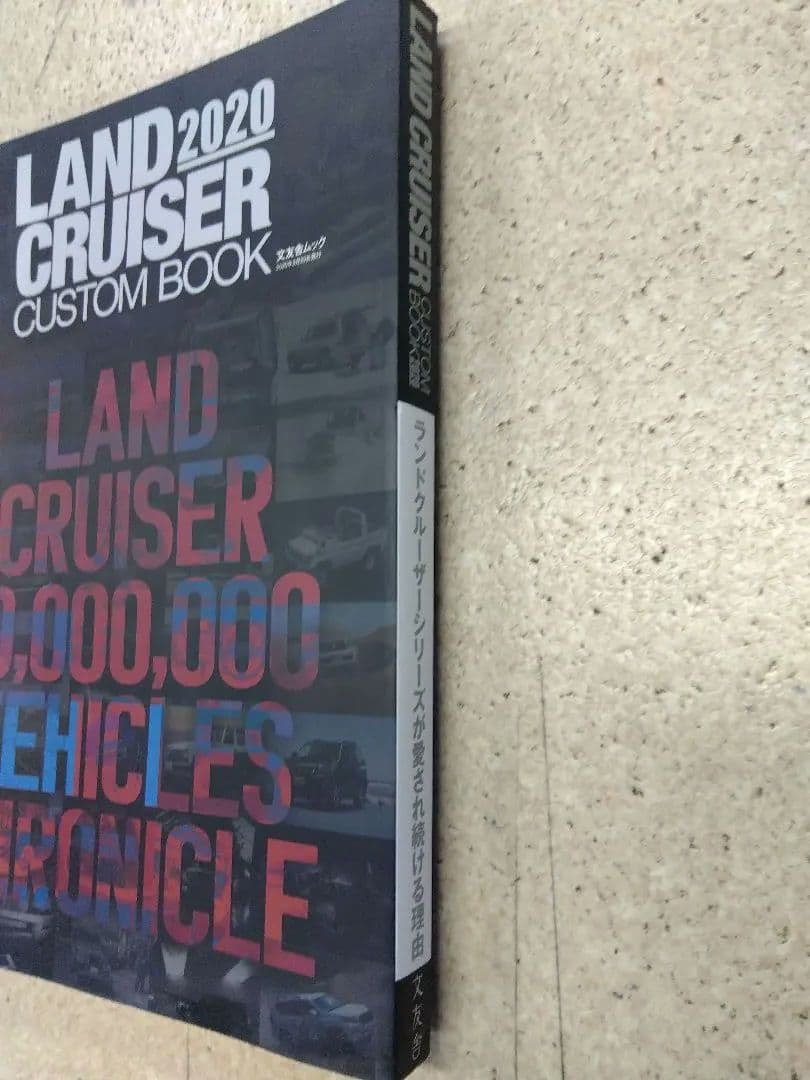 LAND 2020
CRUISER
CUSTOM BOOK
文友舎ムック
LAND
CRUISER
0,000,000
EHICLES
HRONICLE
LAND CRUISER
CUSTOM
BOOK 2020
ランドクルーザーシリーズが愛され続ける理由
文友舎